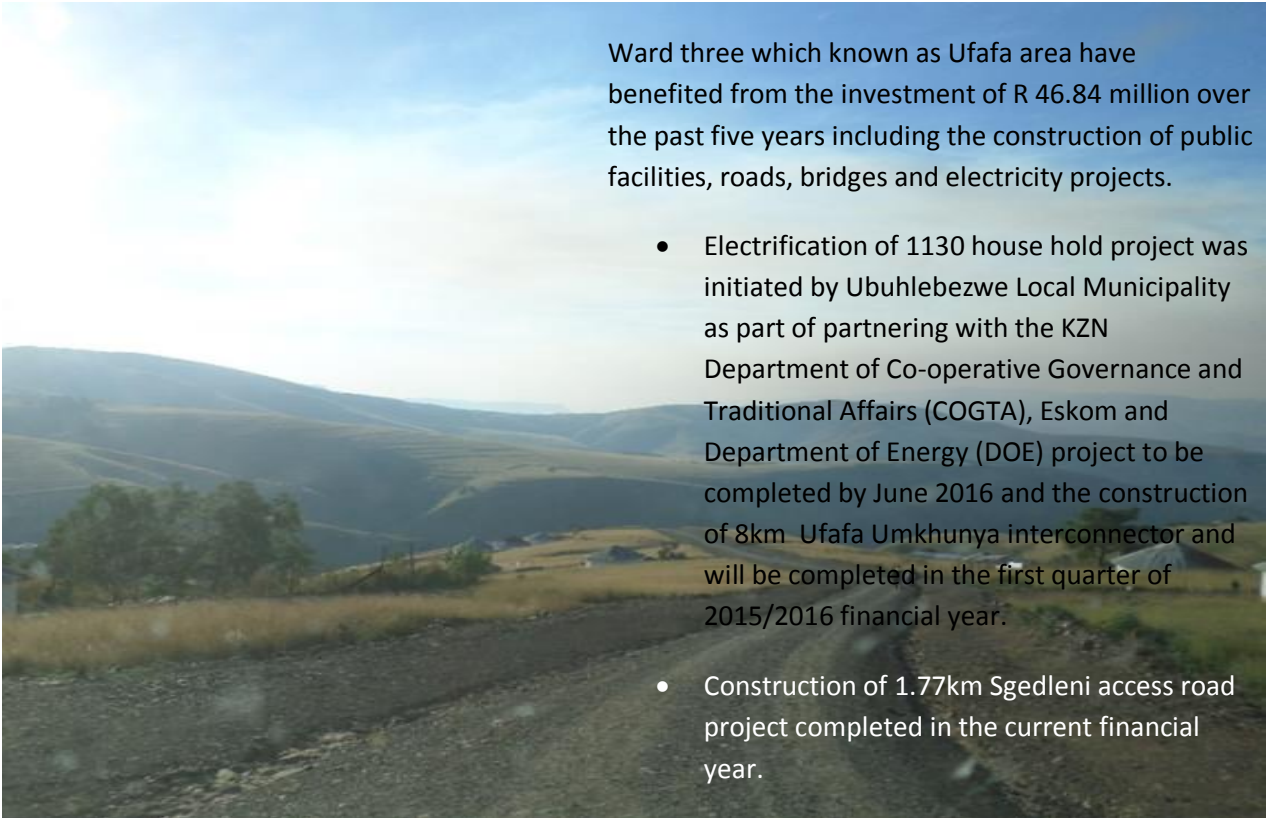 Ward three which known as Ufafa area have
benefited from the investment of R 46.84 million over
the past five years including the construction of public
facilities, roads, bridges and electricity projects.
• Electrification of 1130 house hold project was
initiated by Ubuhlebezwe Local Municipality
as part of partnering with the KZN
Department of Co-operative Governance and
Traditional Affairs (COGTA), Eskom and
Department of Energy (DOE) project to be
completed by June 2016 and the construction
of 8km  Ufafa Umkhunya interconnector and
will be completed in the first quarter of
2015/2016 financial year.
• Construction of 1.77km Sgedleni access road
project completed in the current financial
year.